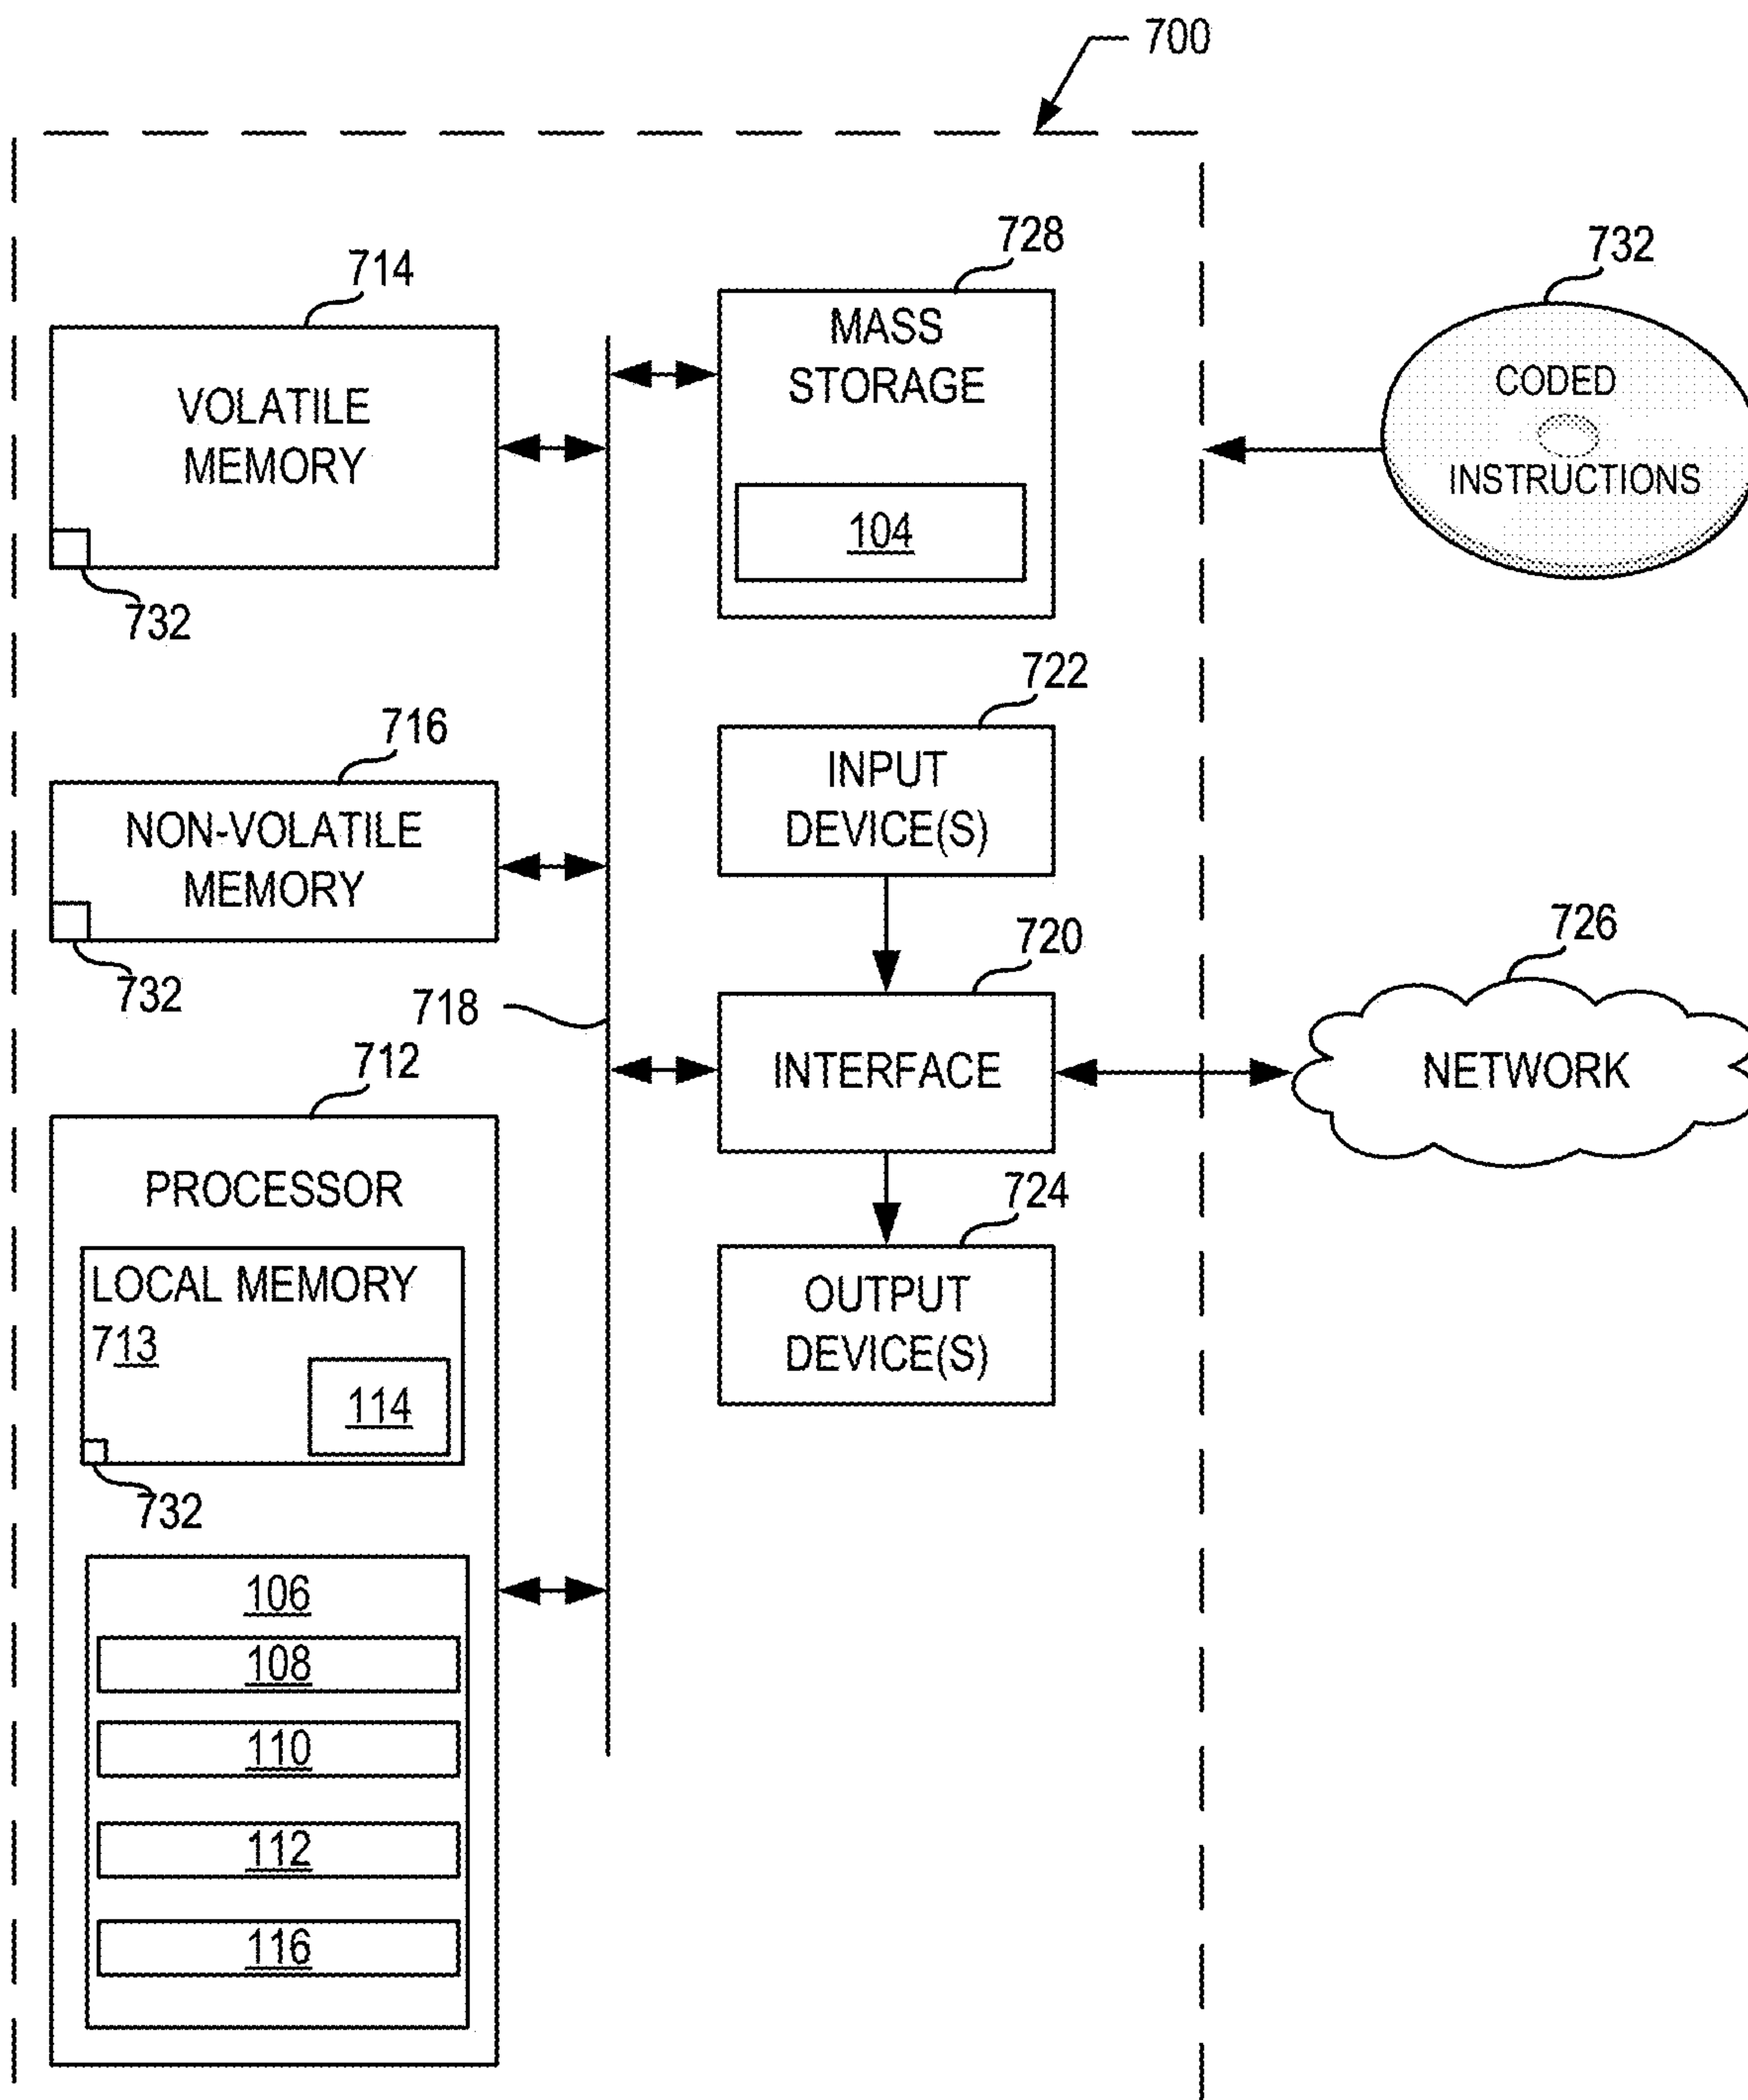 700
714
VOLATILE
MEMORY
732
728
MASS
STORAGE
104
732
CODED
INSTRUCTIONS
716
NON-VOLATILE
MEMORY
732
722
INPUT
DEVICE(S)
718
720
INTERFACE
726
NETWORK
712
PROCESSOR
LOCAL MEMORY
713
114
732
724
OUTPUT
DEVICE(S)
106
108
110
112
116